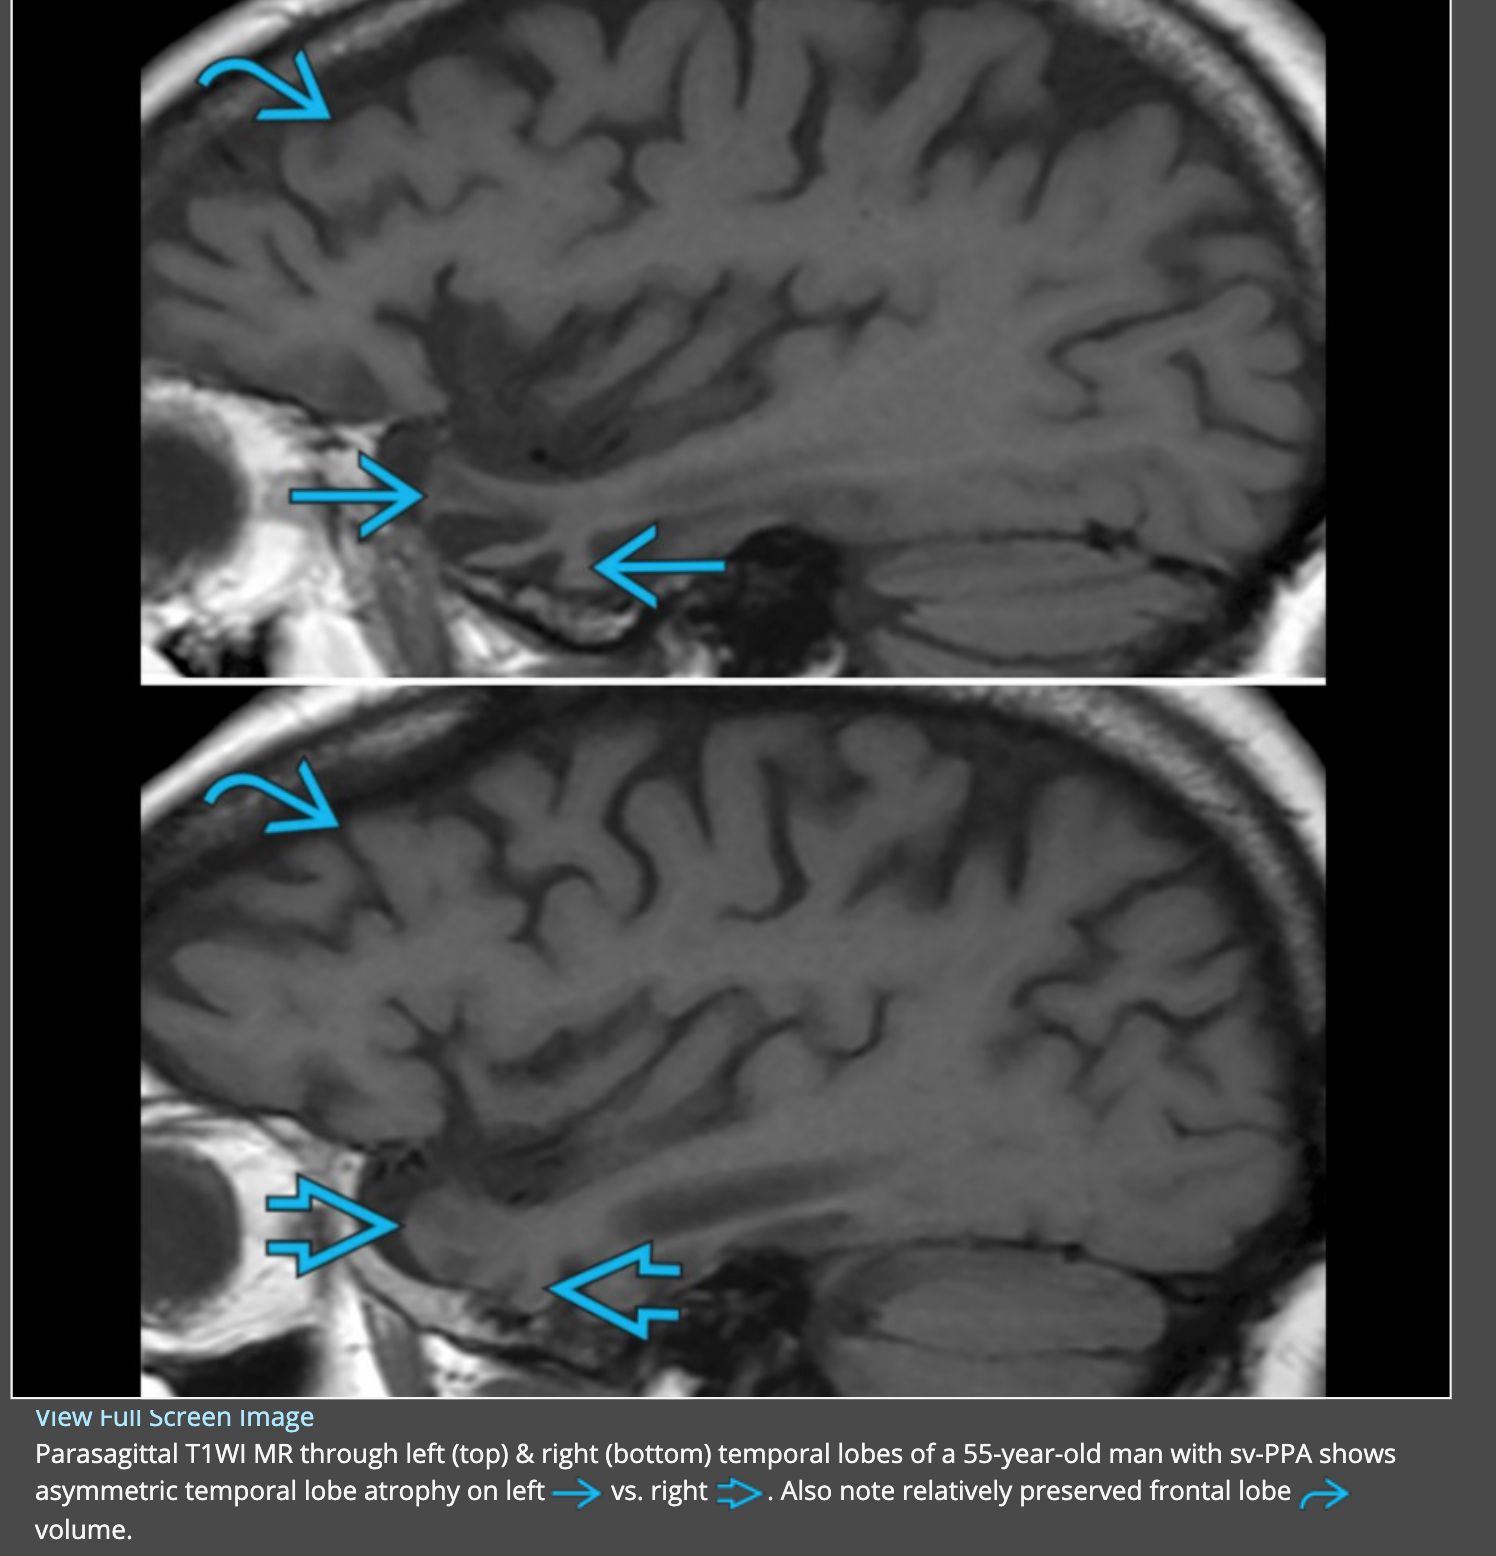 View Full Screen Image
Parasagittal T1WI MR through left (top) & right (bottom) temporal lobes of a 55-year-old man with sv-PPA shows
asymmetric temporal lobe atrophy on left vs. right . Also note relatively preserved frontal lobe
volume.